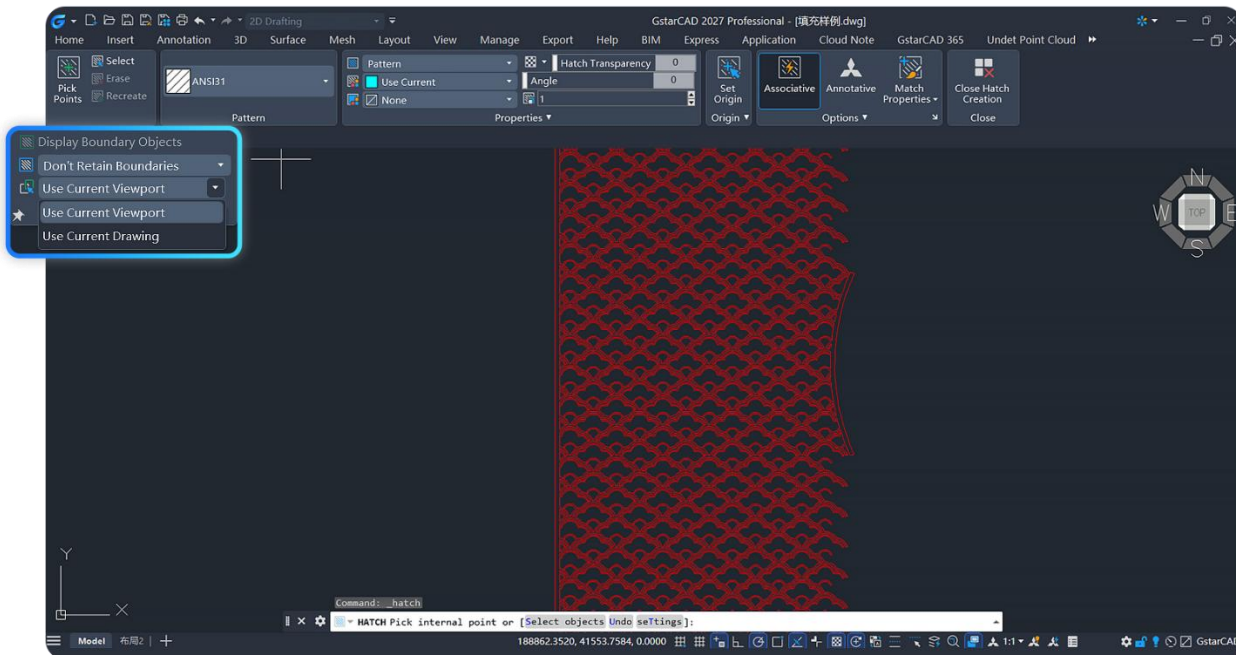 2D Drafting
GstarCAD 2027 Professional - [填充样例.dwg]
Home Insert Annotation 3D Surface Mesh Layout View Manage Export Help BIM Express Application Cloud Note GstarCAD 365 Undet Point Cloud
Pick Points
Select
Erase
Recreate
ANSI31
Pattern
Pattern
Use Current
None
Hatch Transparency 0
Angle 0
1
Properties
Set Origin
Origin
Associative
Annotative
Match Properties
Options
Close Hatch Creation
Close
Display Boundary Objects
Don't Retain Boundaries
Use Current Viewport
Use Current Viewport
Use Current Drawing
N
W TOP E
S
Y
X
Command: _hatch
HATCH Pick internal point or [Select objects Undo seTtings]:
Model 布局2
188862.3520, 41553.7584, 0.0000
1:1
GstarCAD